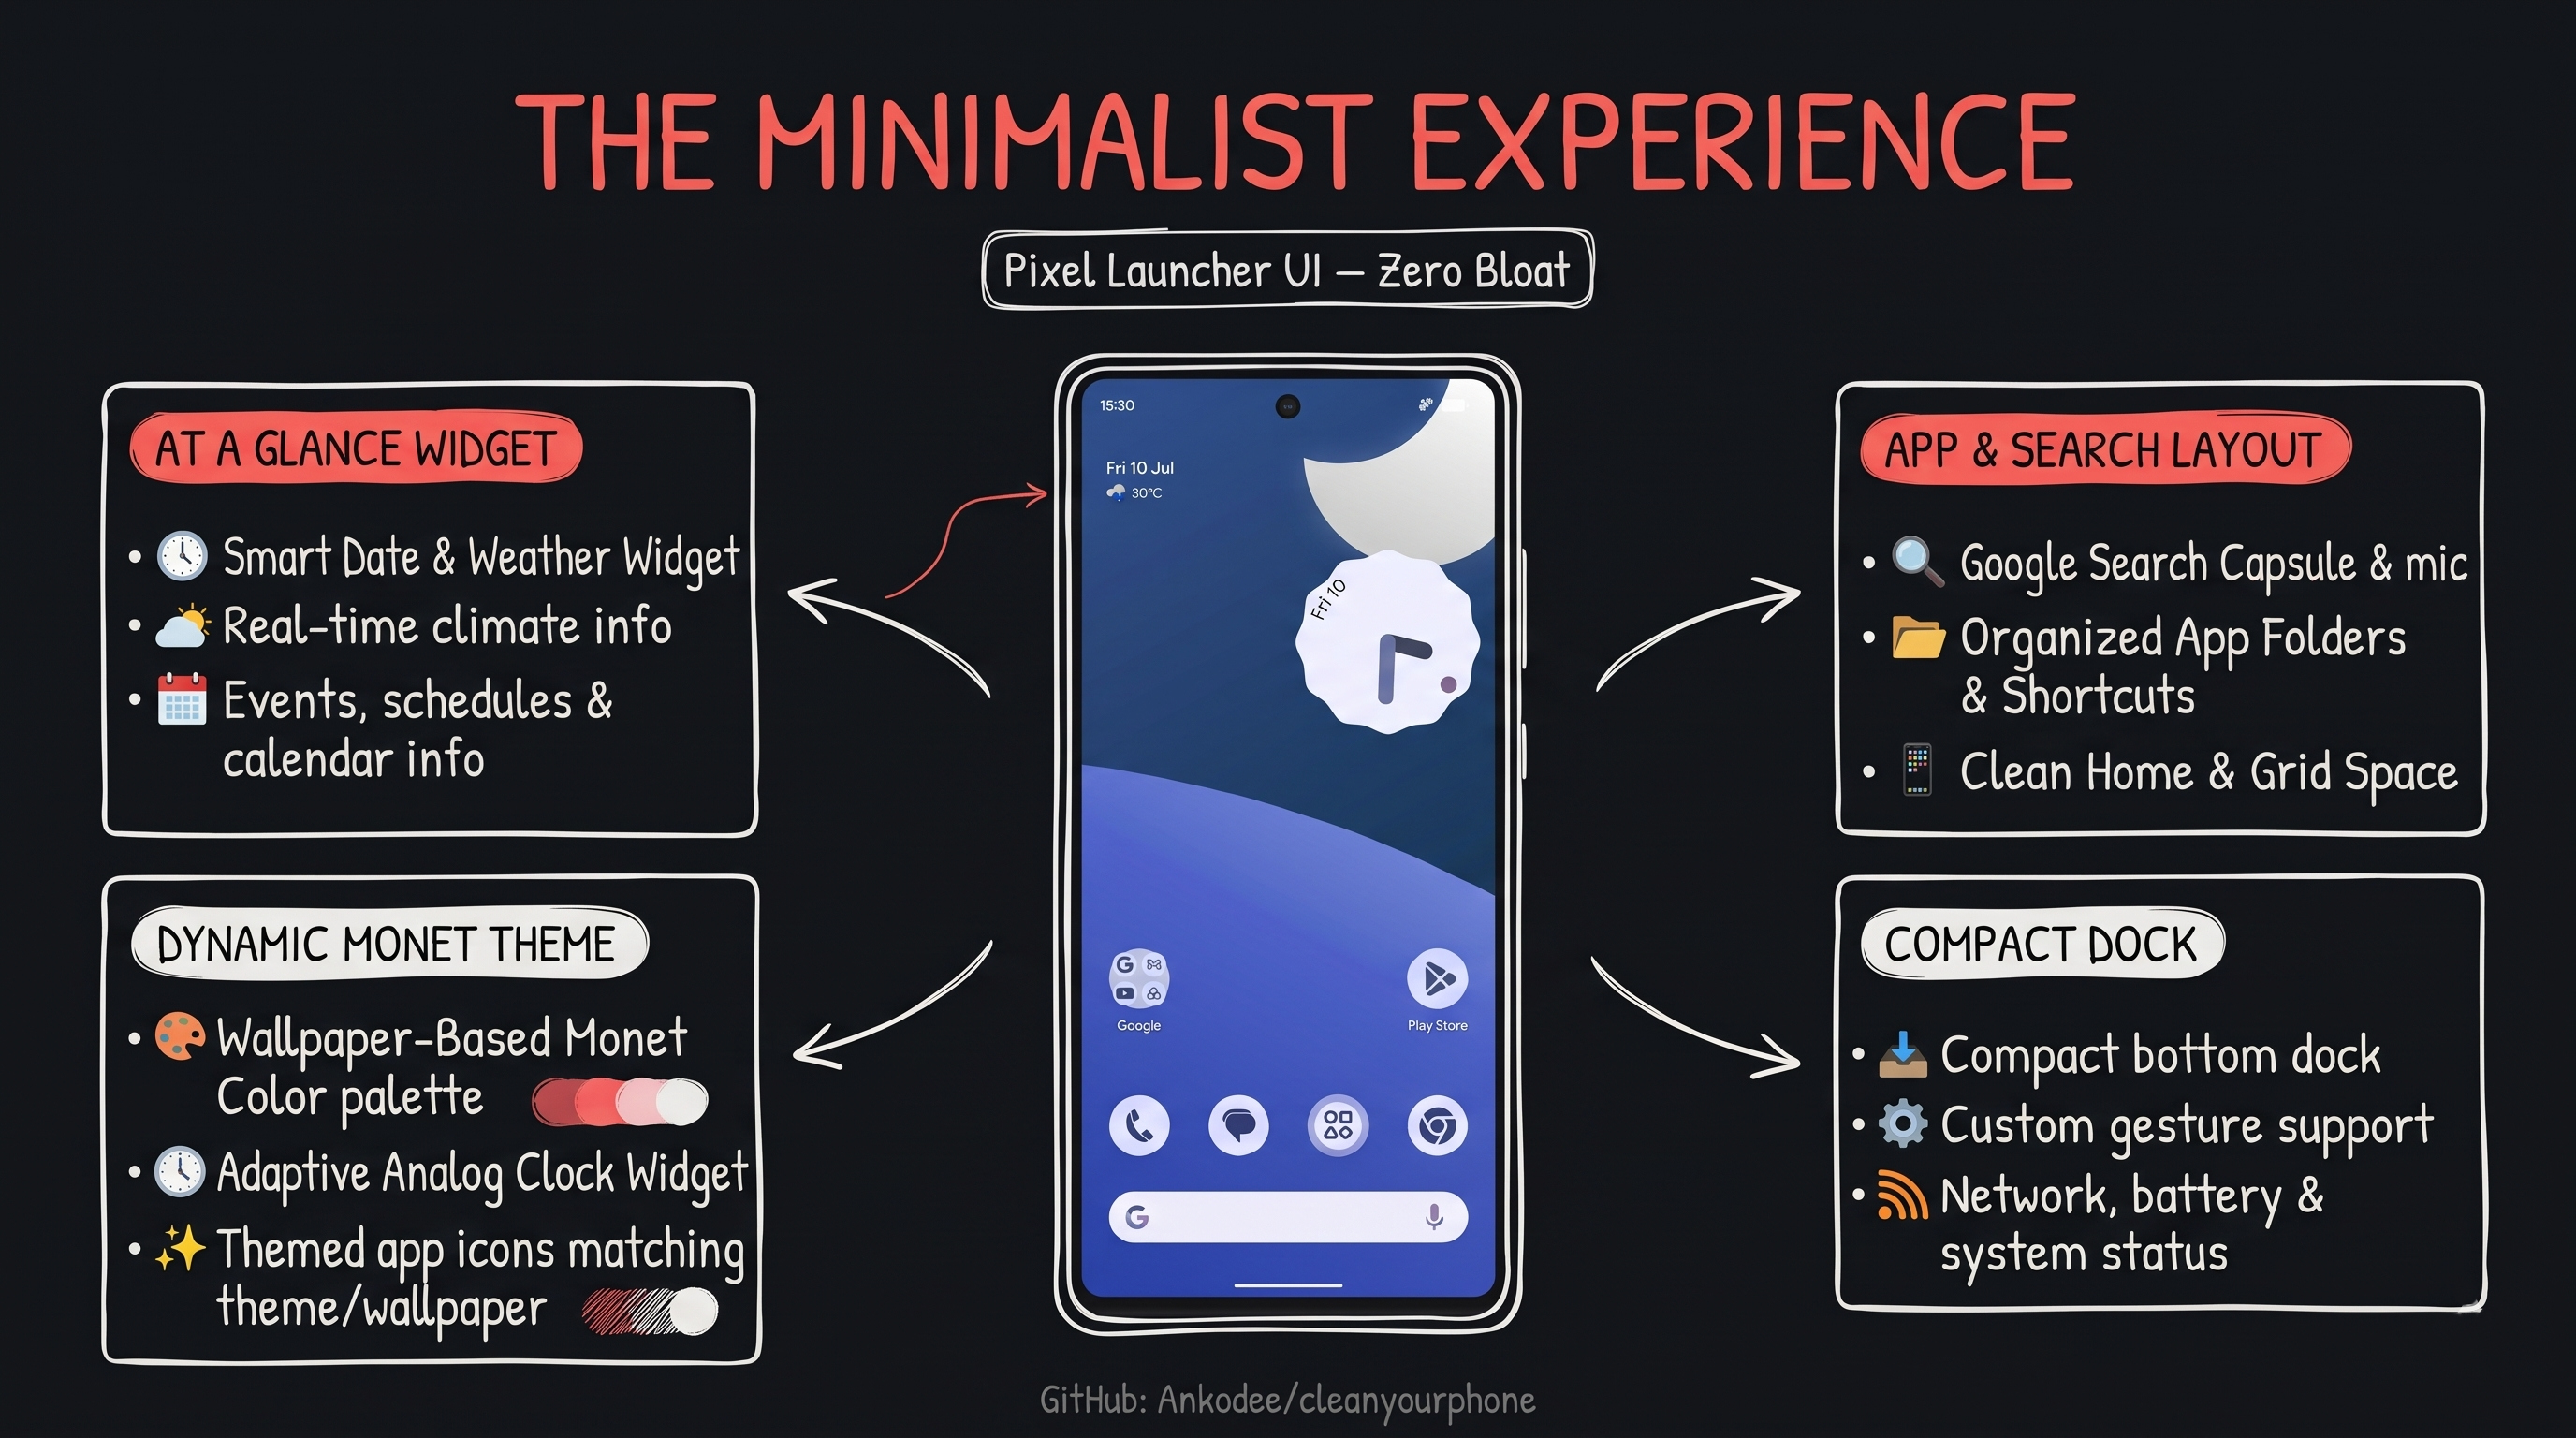 THE MINIMALIST EXPERIENCE
Pixel Launcher UI – Zero Bloat
AT A GLANCE WIDGET
• Smart Date & Weather Widget
• Real-time climate info
• Events, schedules &
calendar info
DYNAMIC MONET THEME
• Wallpaper-Based Monet
Color palette
• Adaptive Analog Clock Widget
• Themed app icons matching
theme/wallpaper
15:30
Fri 10 Jul
30°C
Fri 10
Google
Play Store
APP & SEARCH LAYOUT
• Google Search Capsule & mic
• Organized App Folders
& Shortcuts
• Clean Home & Grid Space
COMPACT DOCK
• Compact bottom dock
• Custom gesture support
• Network, battery &
system status
GitHub: Ankodee/cleanyourphone